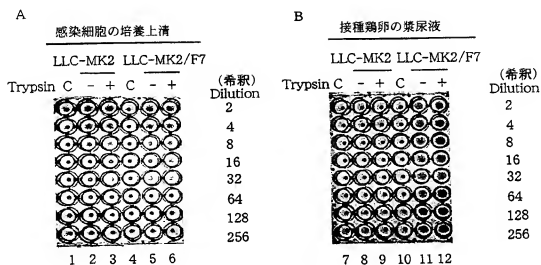 A
感染細胞の培養上清
LLC-MK2 LLC-MK2/F7
Trypsin C − + C − +
(希釈)
Dilution
2
4
8
16
32
64
128
256
1 2 3 4 5 6
B
接種鶏卵の漿尿液
LLC-MK2 LLC-MK2/F7
Trypsin C − + C − +
(希釈)
Dilution
2
4
8
16
32
64
128
256
7 8 9 10 11 12